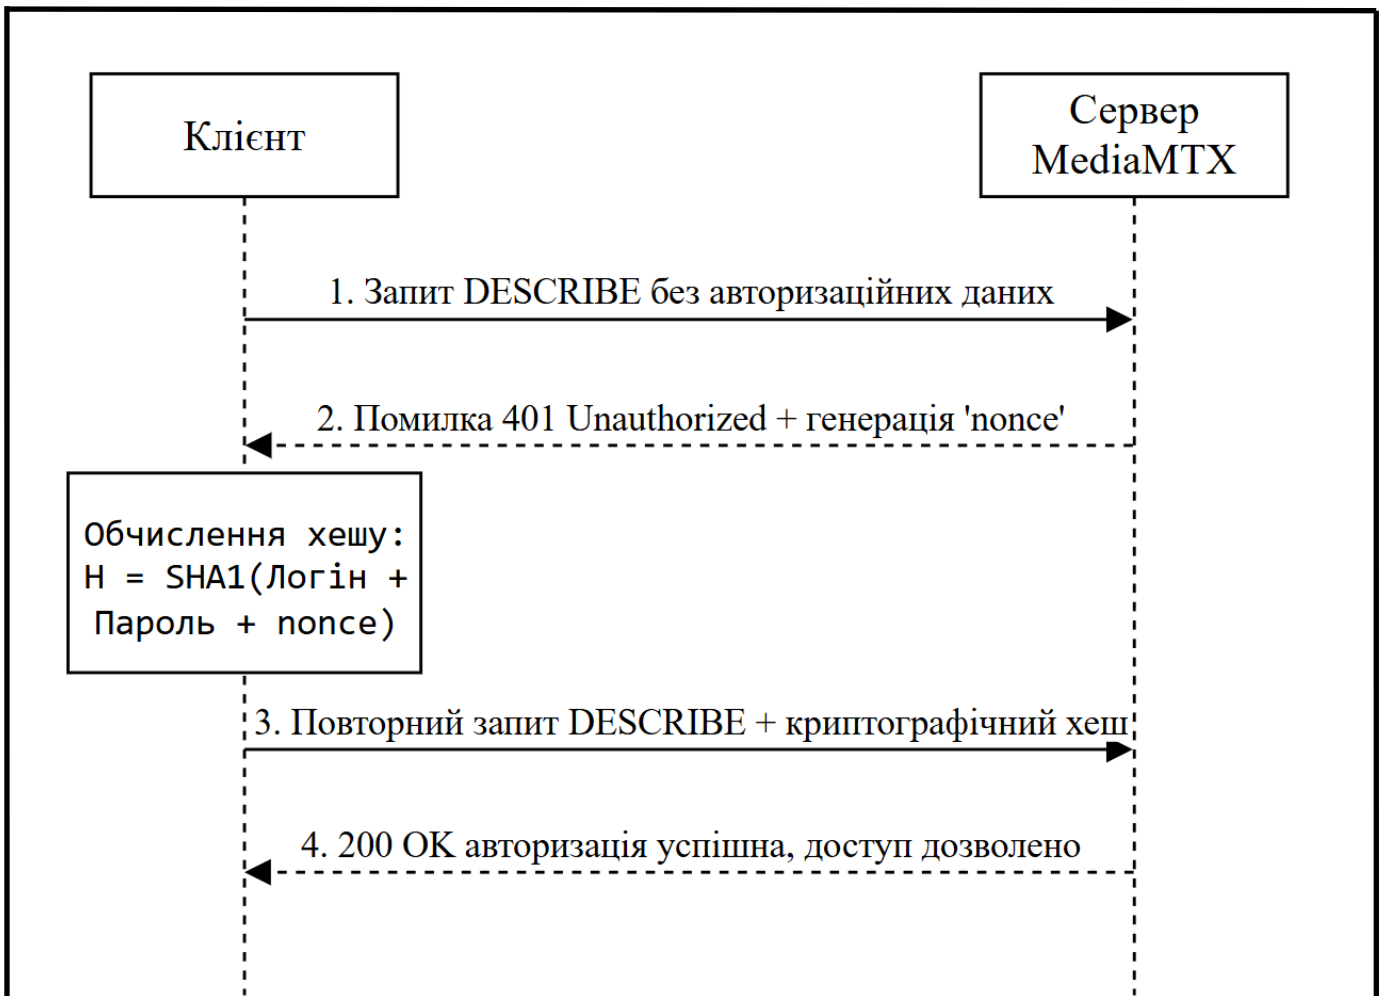 Клієнт
Сервер
MediaMTX
1. Запит DESCRIBE без авторизаційних даних
2. Помилка 401 Unauthorized + генерація 'nonce'
Обчислення хешу:
H = SHA1(Логін +
Пароль + nonce)
3. Повторний запит DESCRIBE + криптографічний хеш
4. 200 OK авторизація успішна, доступ дозволено